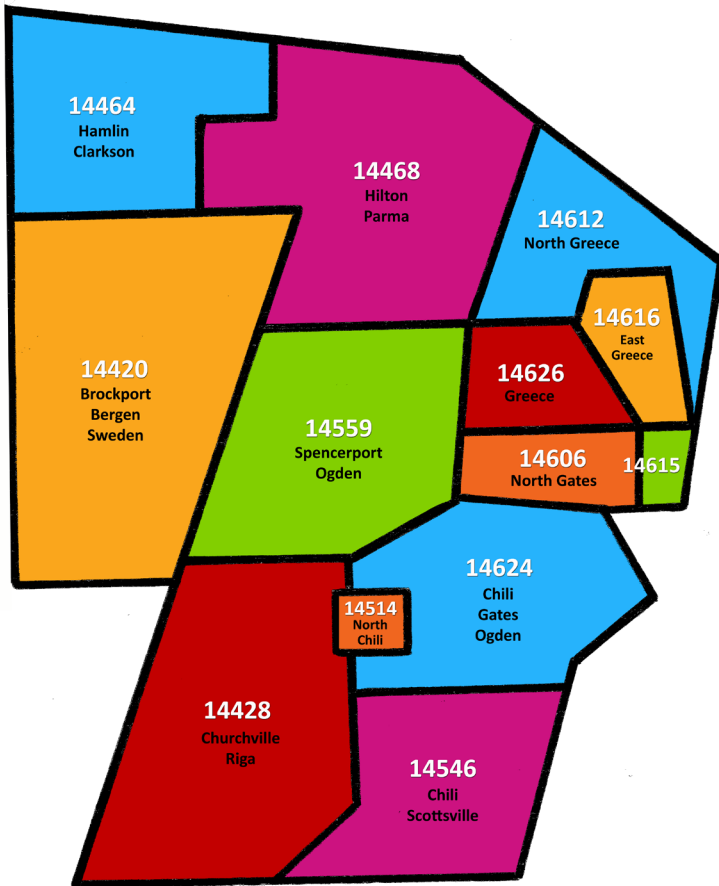 14464
Hamlin
Clarkson
14468
Hilton
Parma
14612
North Greece
14616
East
Greece
14420
Brockport
Bergen
Sweden
14626
Greece
14559
Spencerport
Ogden
14606
North Gates
14615
14624
Chili
Gates
Ogden
14514
North
Chili
14428
Churchville
Riga
14546
Chili
Scottsville